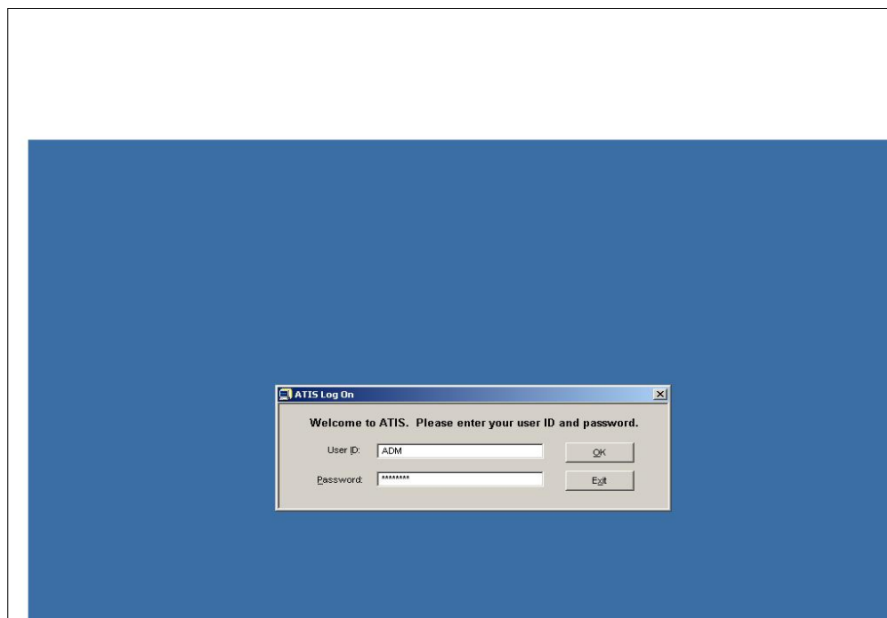 ATIS Log On
Welcome to ATIS. Please enter your user ID and password.
User ID: ADM OK
Password: ******** Exit